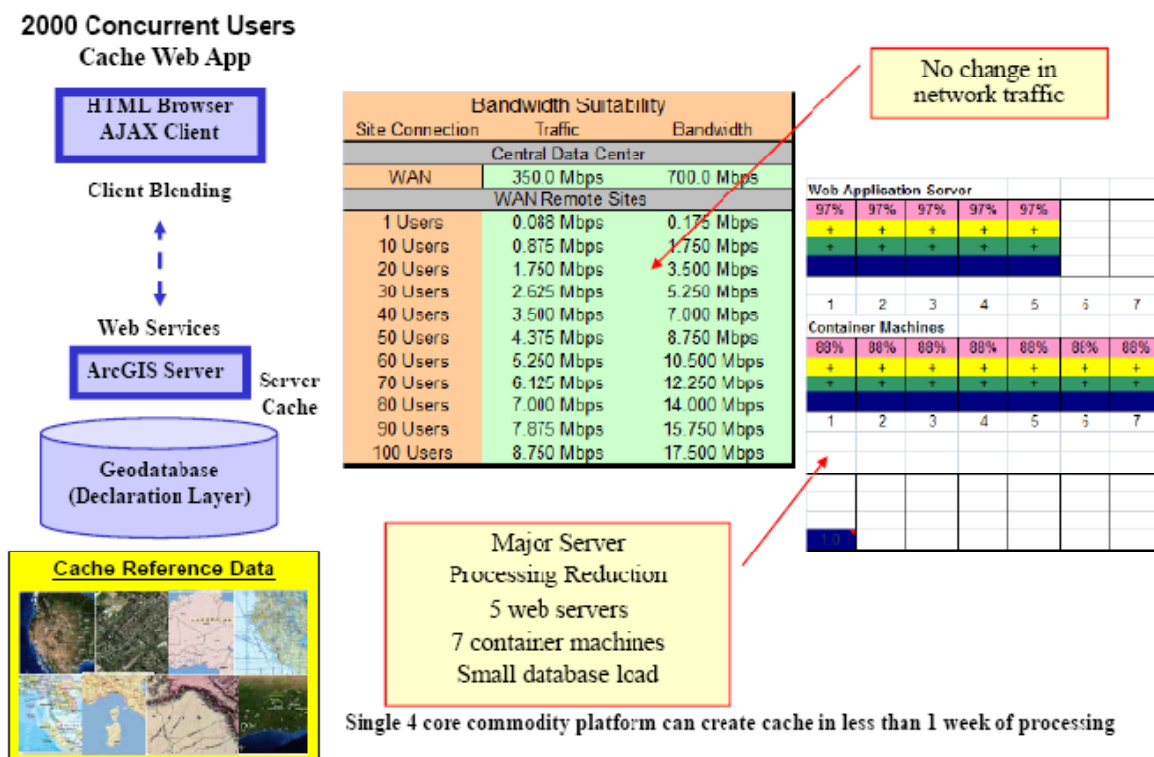 2000 Concurrent Users
Cache Web App
HTML Browser
AJAX Client
Client Blending
Web Services
ArcGIS Server
Server
Cache
Geodatabase
(Declaration Layer)
Cache Reference Data
Bandwidth Suitability
Site Connection Traffic Bandwidth
Central Data Center
WAN 350.0 Mbps 700.0 Mbps
WAN Remote Sites
1 Users 0.088 Mbps 0.175 Mbps
10 Users 0.875 Mbps 1.750 Mbps
20 Users 1.750 Mbps 3.500 Mbps
30 Users 2.625 Mbps 5.250 Mbps
40 Users 3.500 Mbps 7.000 Mbps
50 Users 4.375 Mbps 8.750 Mbps
60 Users 5.250 Mbps 10.500 Mbps
70 Users 6.125 Mbps 12.250 Mbps
80 Users 7.000 Mbps 14.000 Mbps
90 Users 7.875 Mbps 15.750 Mbps
100 Users 8.750 Mbps 17.500 Mbps
No change in
network traffic
Web Application Server
97% 97% 97% 97% 97%
+ + + + +
+ + + + +
1 2 3 4 5 6 7
Container Machines
88% 88% 88% 88% 88% 88% 88%
+ + + + + + +
+ + + + + + +
1 2 3 4 5 6 7
1.0
Major Server
Processing Reduction
5 web servers
7 container machines
Small database load
Single 4 core commodity platform can create cache in less than 1 week of processing